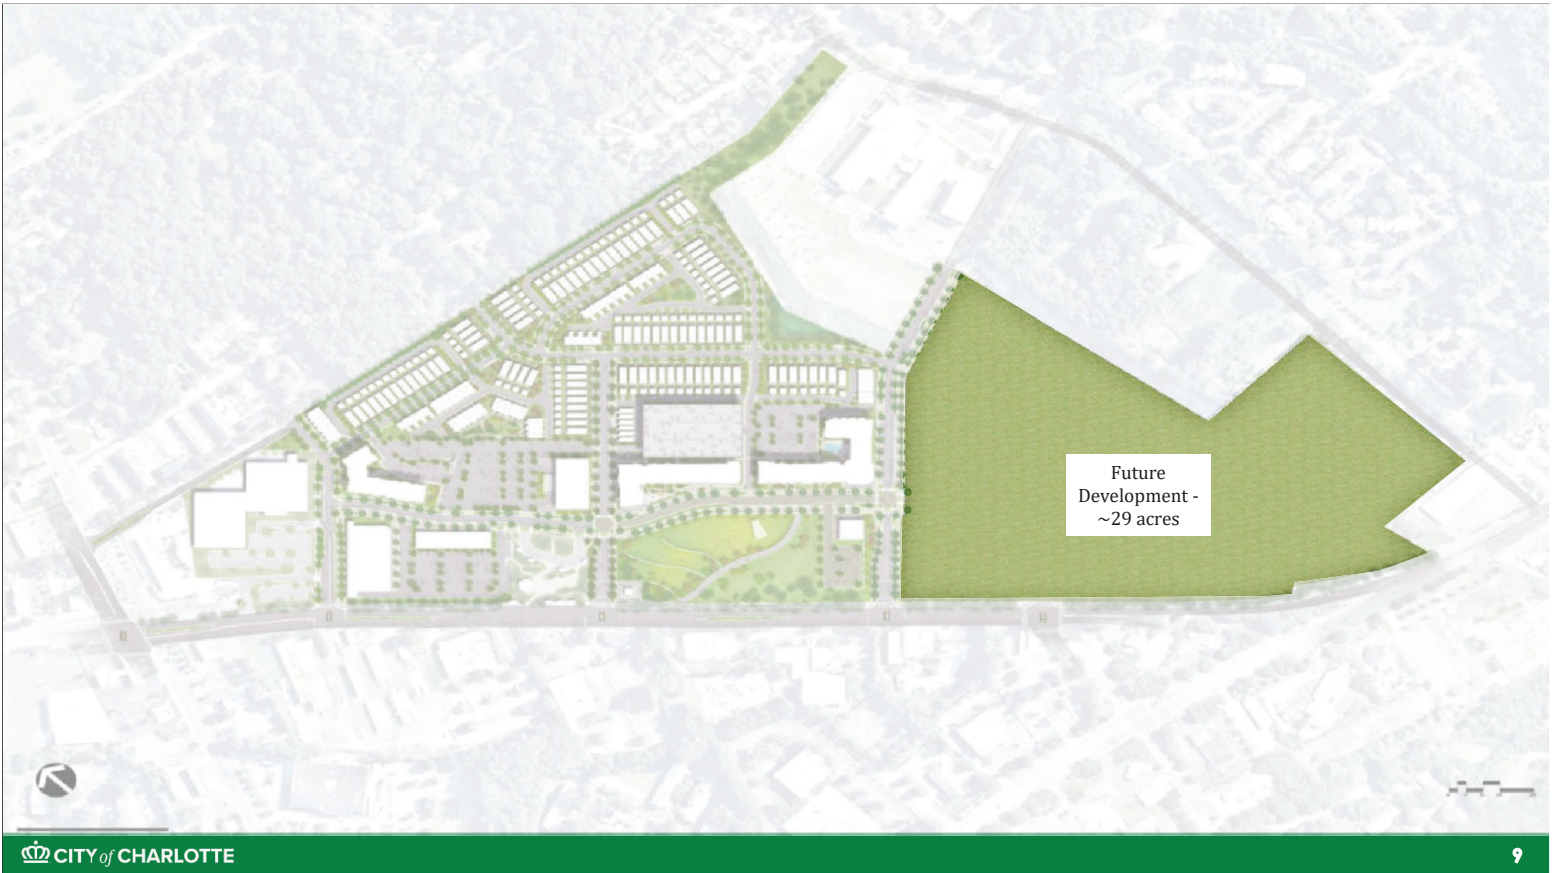 Future
Development -
~29 acres
CITY of CHARLOTTE
9